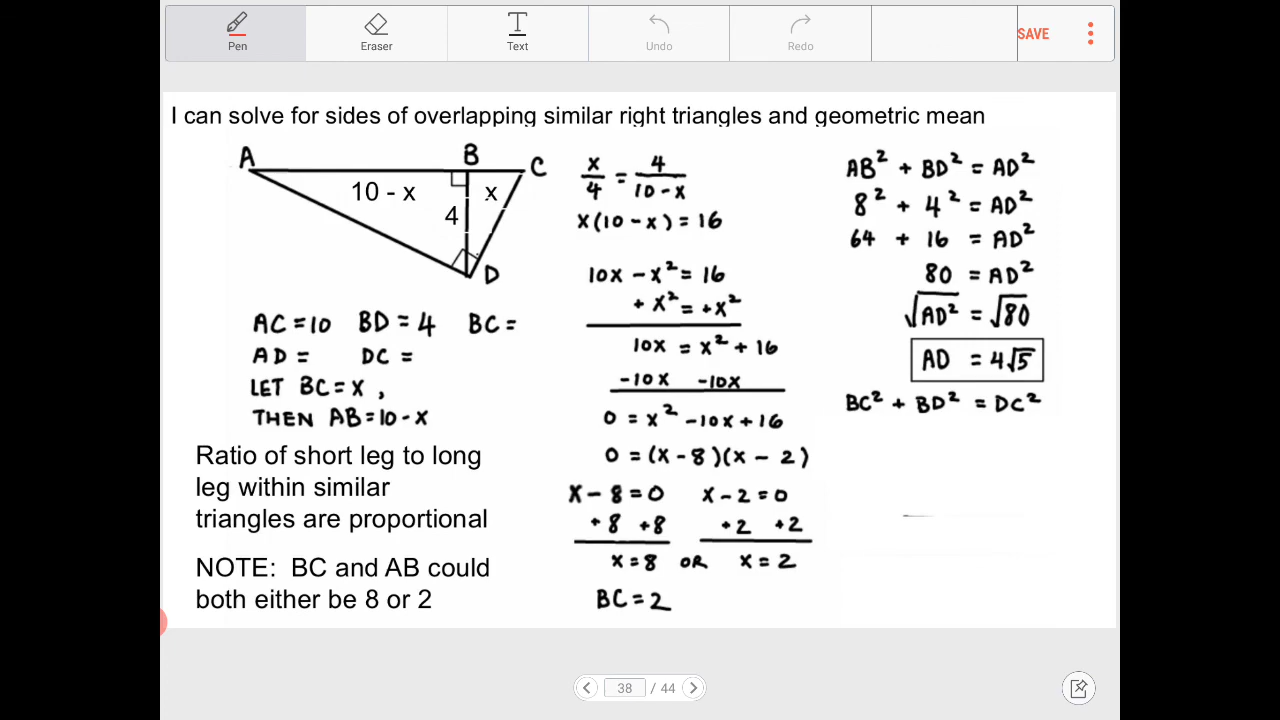 Pen
Eraser
Text
Undo
Redo
SAVE
I can solve for sides of overlapping similar right triangles and geometric mean
A
B
C
10 - x
x
4
D
AC = 10 BD = 4 BC =
AD = DC =
LET BC = x ,
THEN AB = 10 - x
Ratio of short leg to long
leg within similar
triangles are proportional
NOTE: BC and AB could
both either be 8 or 2
x/4 = 4/(10 - x)
x(10 - x) = 16
10x - x² = 16
+ x² = +x²
10x = x² + 16
-10x -10x
0 = x² - 10x + 16
0 = (x - 8)(x - 2)
x - 8 = 0 x - 2 = 0
+ 8 +8 +2 +2
x = 8 OR x = 2
BC = 2
AB² + BD² = AD²
8² + 4² = AD²
64 + 16 = AD²
80 = AD²
√AD² = √80
AD = 4√5
BC² + BD² = DC²
38 / 44